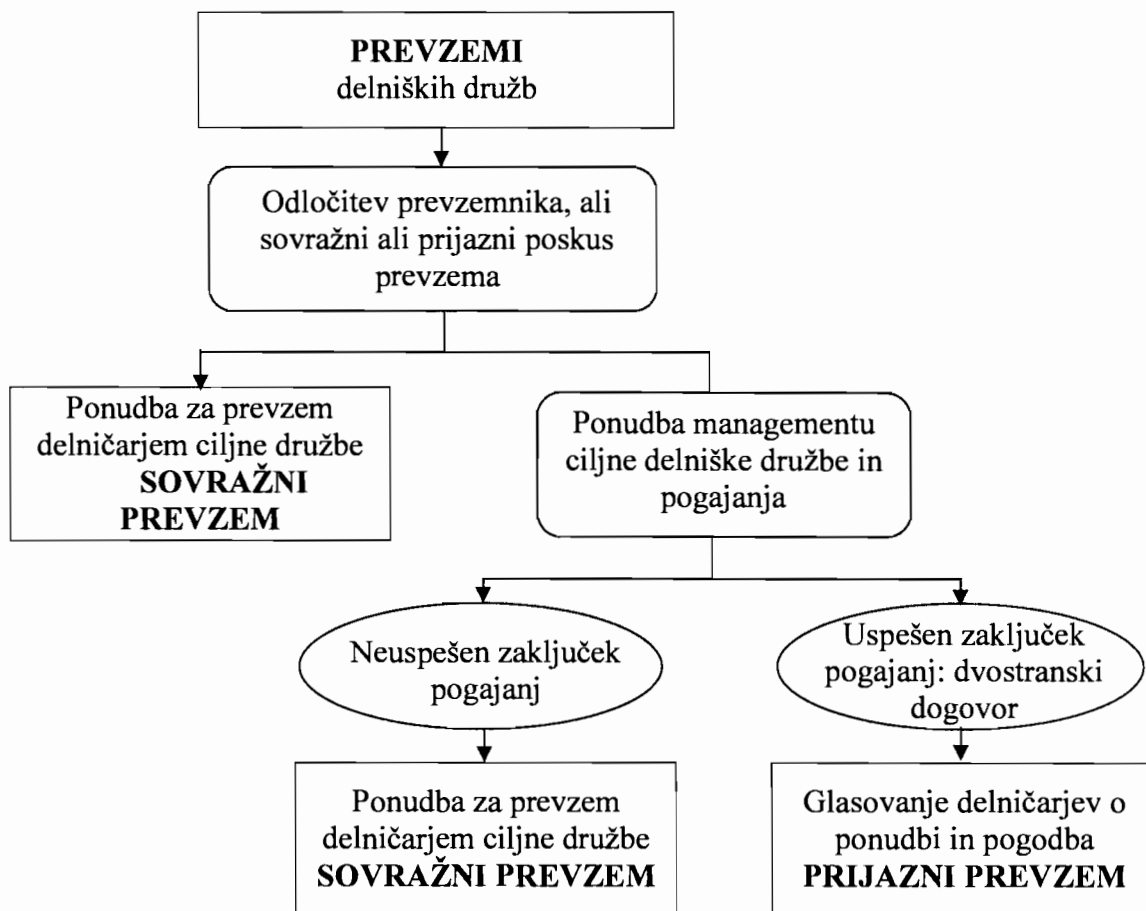 PREVZEMI
delniških družb
Odločitev prevzemnika, ali
sovražni ali prijazni poskus
prevzema
Ponudba za prevzem
delničarjem ciljne družbe
SOVRAŽNI
PREVZEM
Ponudba managementu
ciljne delniške družbe in
pogajanja
Neuspešen zaključek
pogajanj
Uspešen zaključek
pogajanj: dvostranski
dogovor
Ponudba za prevzem
delničarjem ciljne družbe
SOVRAŽNI PREVZEM
Glasovanje delničarjev o
ponudbi in pogodba
PRIJAZNI PREVZEM